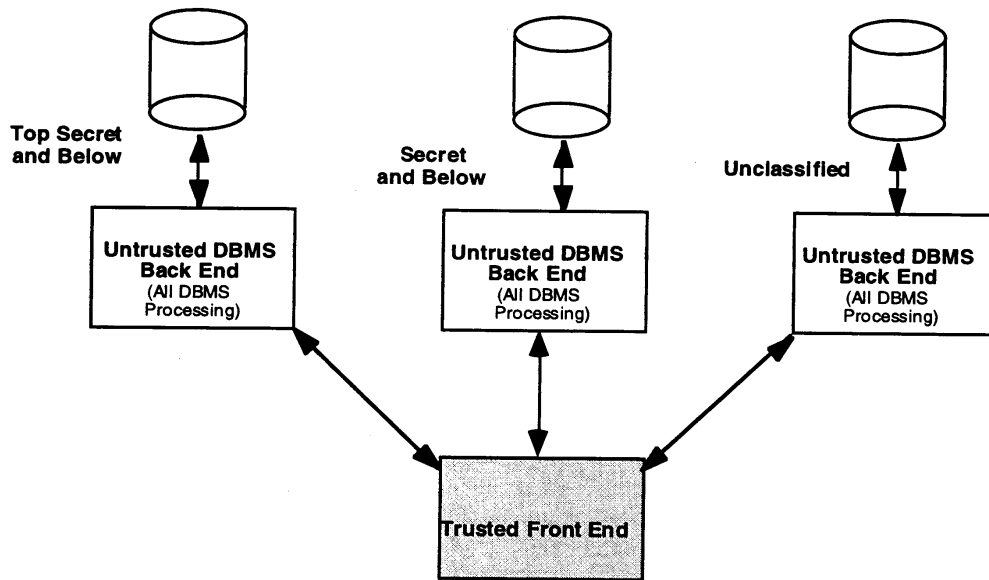 Top Secret
and Below
Secret
and Below
Unclassified
Untrusted DBMS
Back End
(All DBMS
Processing)
Untrusted DBMS
Back End
(All DBMS
Processing)
Untrusted DBMS
Back End
(All DBMS
Processing)
Trusted Front End